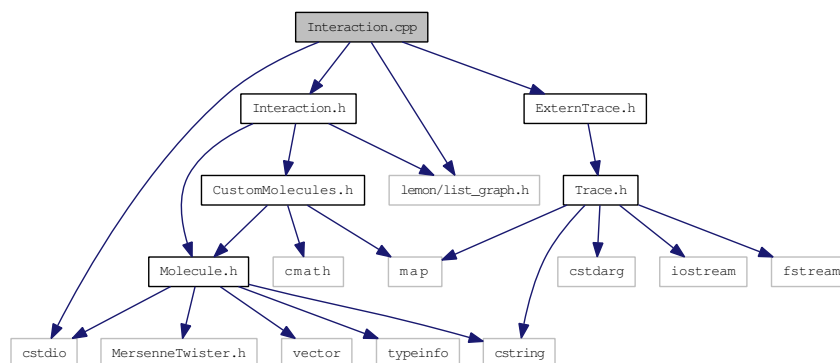 Interaction.cpp
Interaction.h
ExternTrace.h
CustomMolecules.h
lemon/list_graph.h
Trace.h
Molecule.h
cmath
map
cstdarg
iostream
fstream
cstdio
MersenneTwister.h
vector
typeinfo
cstring